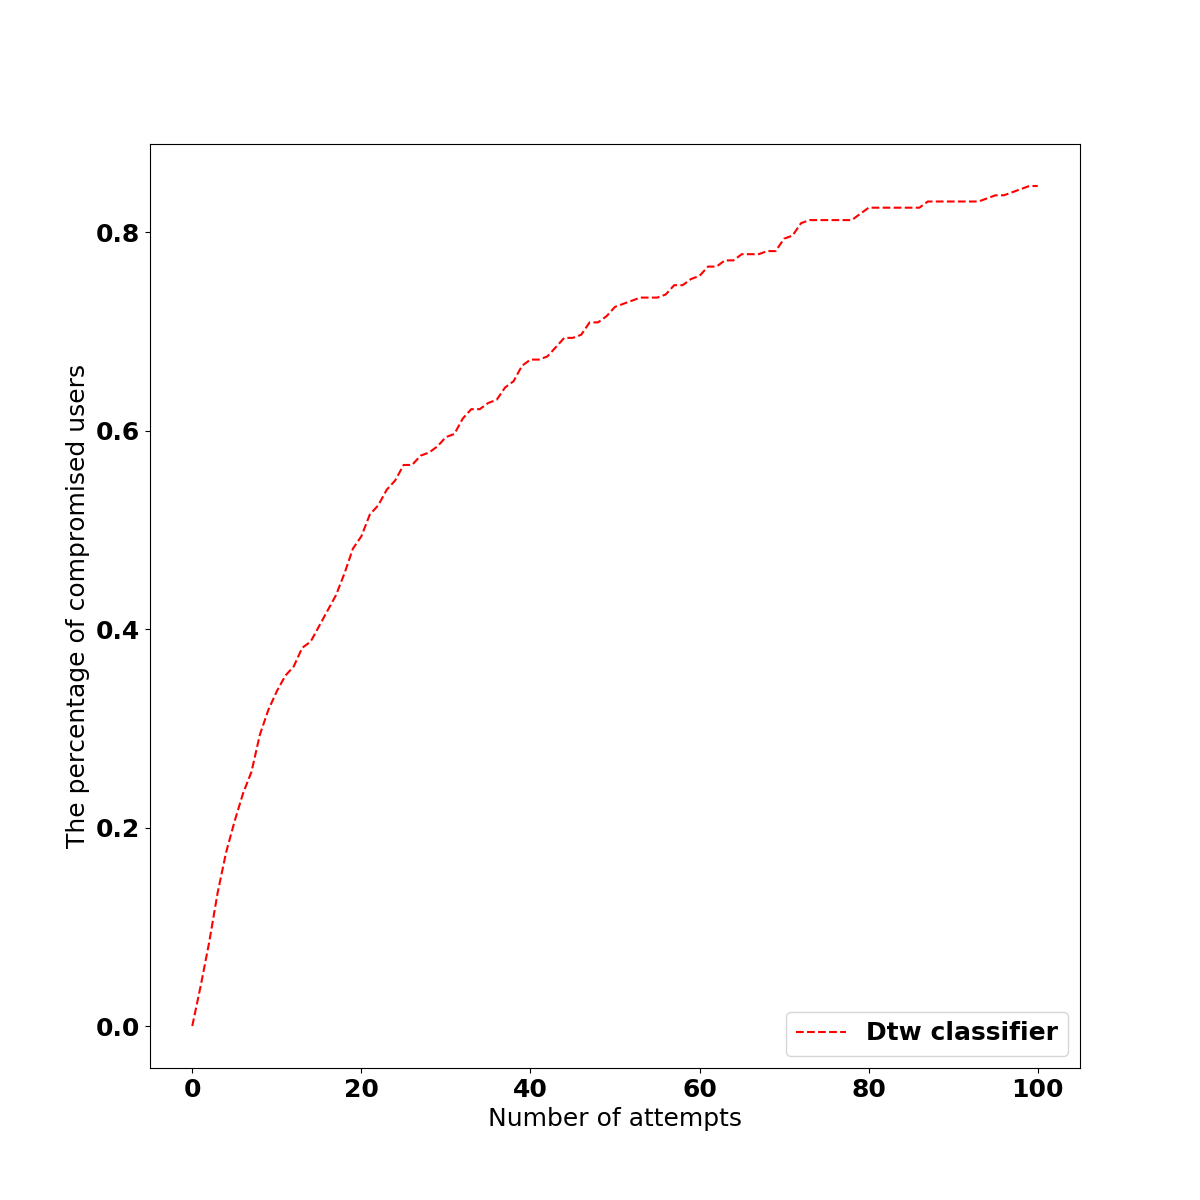 The percentage of compromised users
0.8
0.6
0.4
0.2
0.0
0 20 40 60 80 100
Number of attempts
Dtw classifier